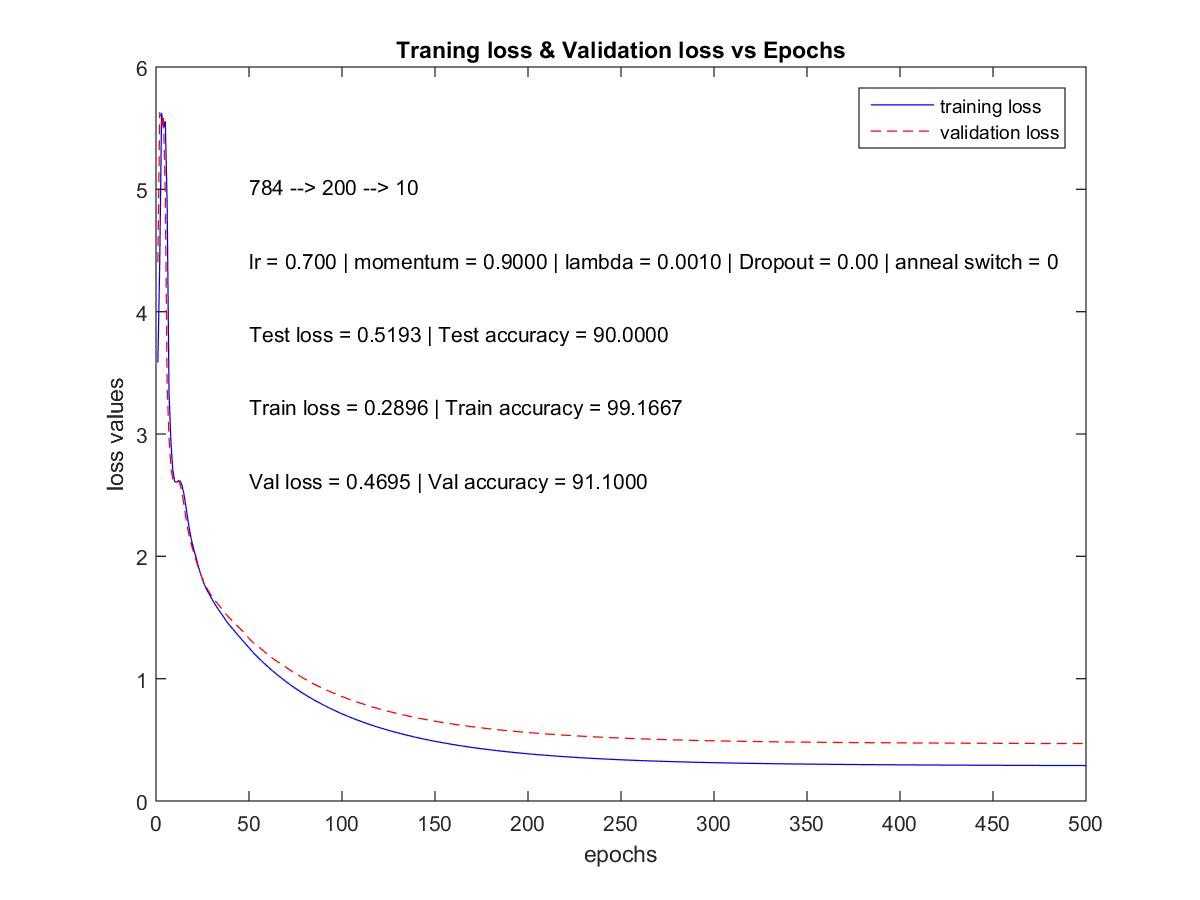 Traning loss & Validation loss vs Epochs
training loss
validation loss
784 --> 200 --> 10
lr = 0.700 | momentum = 0.9000 | lambda = 0.0010 | Dropout = 0.00 | anneal switch = 0
Test loss = 0.5193 | Test accuracy = 90.0000
Train loss = 0.2896 | Train accuracy = 99.1667
Val loss = 0.4695 | Val accuracy = 91.1000
loss values
6
5
4
3
2
1
0
0 50 100 150 200 250 300 350 400 450 500
epochs